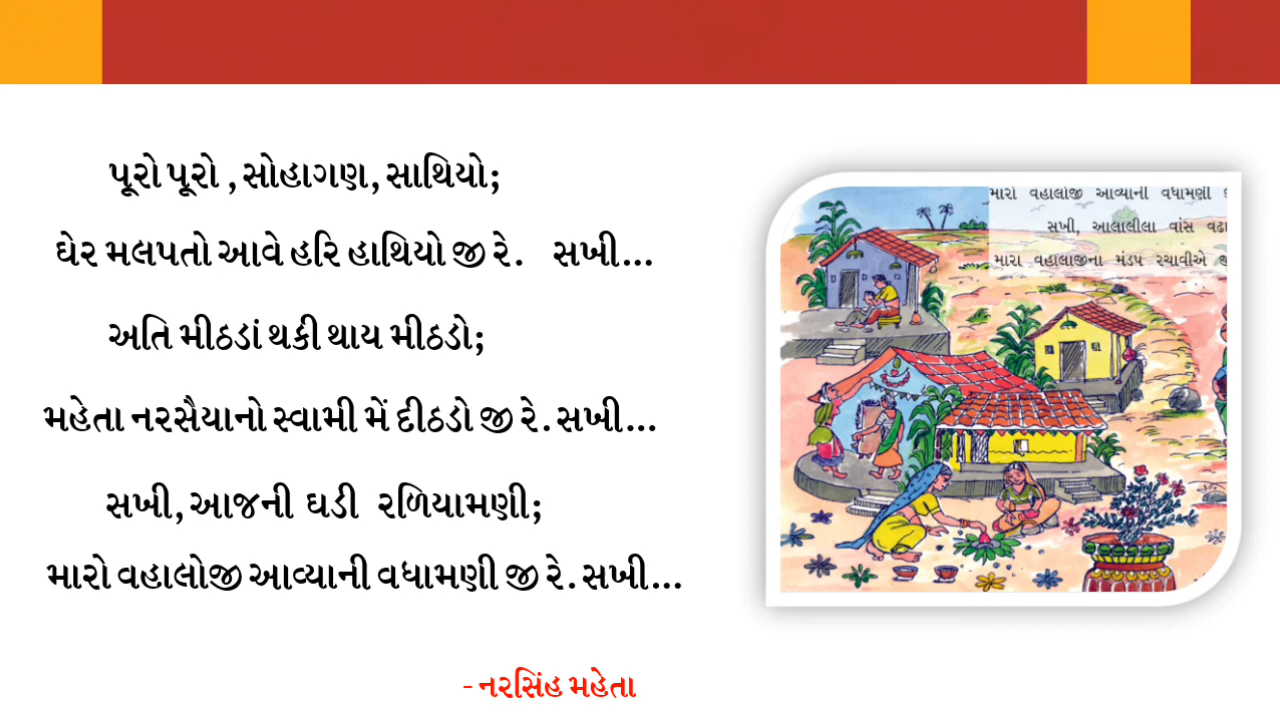 પૂરો પૂરો , સોહાગણ, સાથિયો;
ઘેર મલપતો આવે હરિ હાથિયો જી રે. સખી...
અતિ મીઠડાં થકી થાય મીઠડો;
મહેતા નરસૈયાનો સ્વામી મેં દીઠડો જી રે. સખી...
સખી, આજની ઘડી રળિયામણી;
મારો વહાલોજી આવ્યાની વધામણી જી રે. સખી...
- નરસિંહ મહેતા
મારો વહાલોજી આવ્યાની વધામણી
સખી, આલાલીલા વાંસ
મારા વહાલાજીના મંડપ રચાવીએ